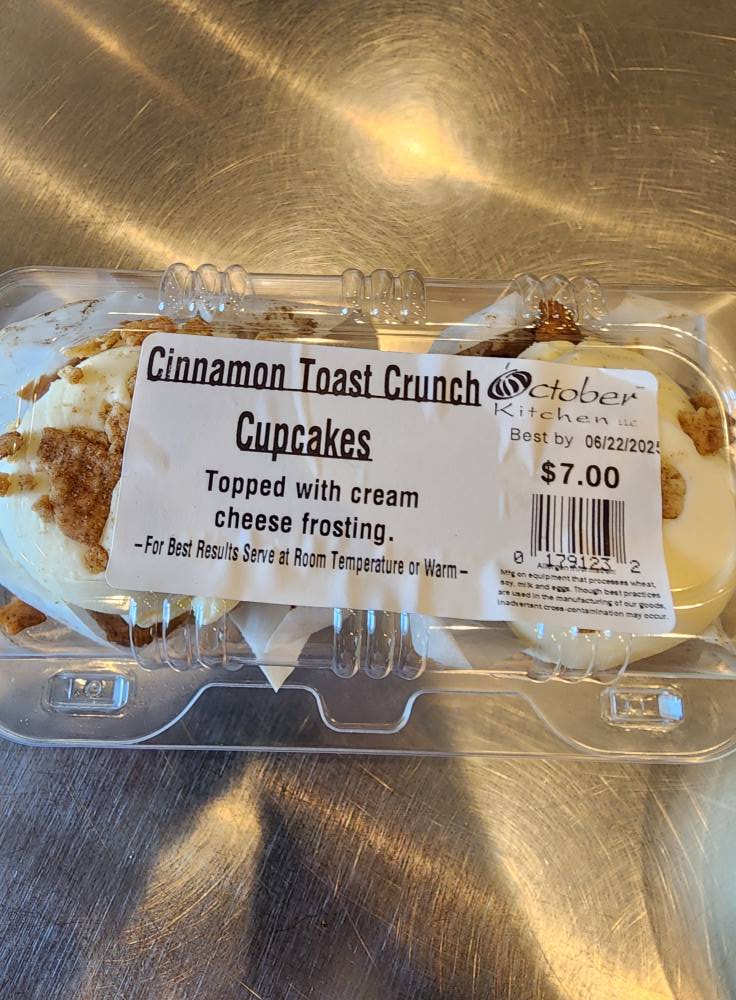 Cinnamon Toast Crunch
Cupcakes
Topped with cream
cheese frosting.
-For Best Results Serve at Room Temperature or Warm-
October
Kitchen LLC
Best by 06/22/2025
$7.00
0 179123 2
Allergen Information:
Mfg on equipment that processes wheat,
soy, milk and eggs. Though best practices
are used in the manufacturing of our goods,
inadvertent cross-contamination may occur.